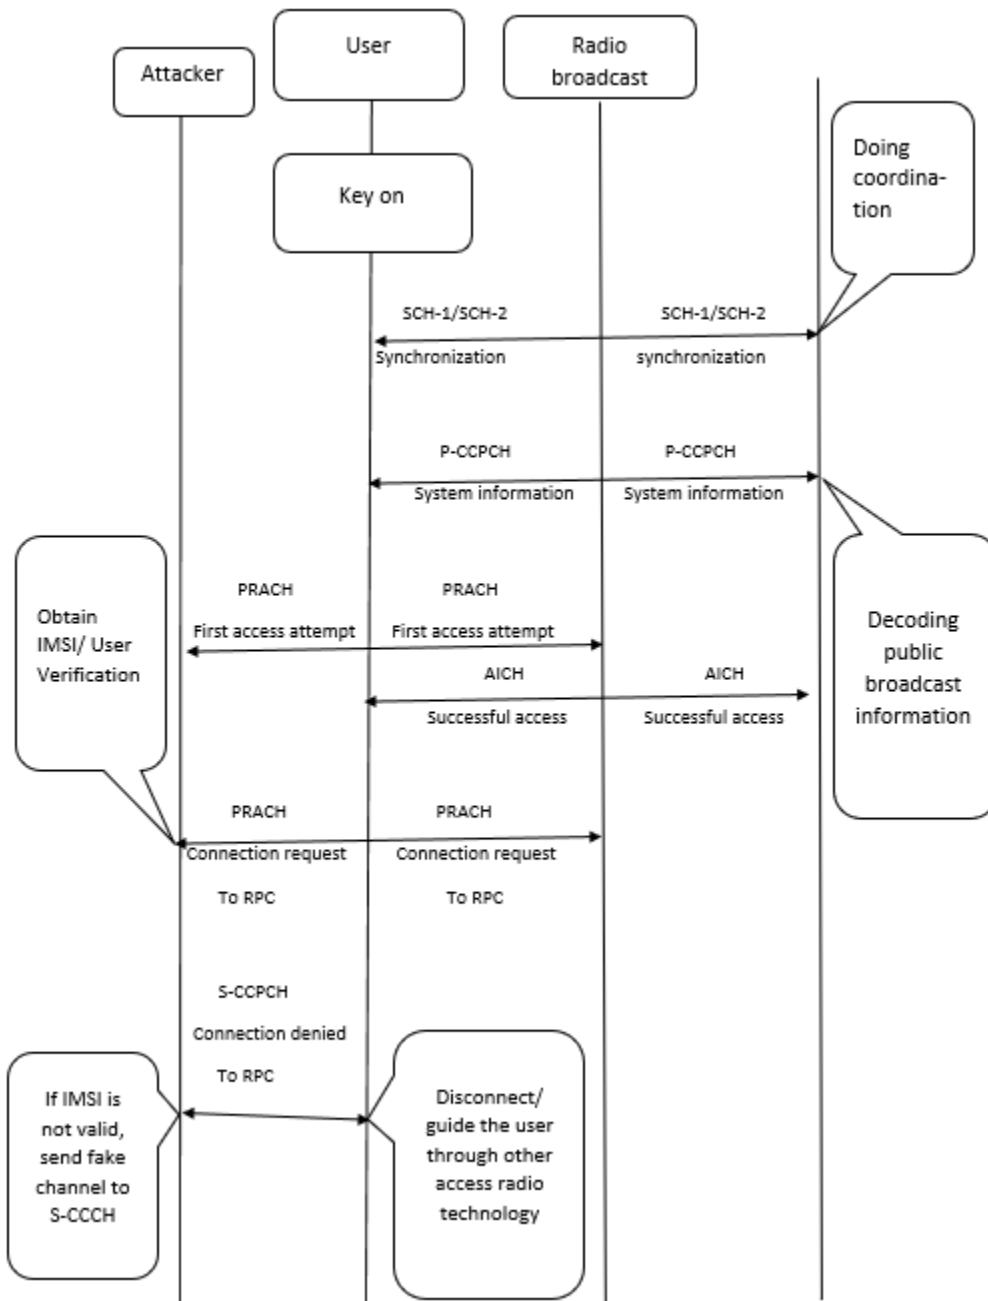 User
Radio
broadcast
Attacker
Key on
Doing
coordina-
tion
SCH-1/SCH-2
SCH-1/SCH-2
Synchronization
synchronization
P-CCPCH
P-CCPCH
System information
System information
Obtain
IMSI/ User
Verification
PRACH
PRACH
First access attempt
First access attempt
Decoding
public
broadcast
information
AICH
AICH
Successful access
Successful access
PRACH
PRACH
Connection request
Connection request
To RPC
To RPC
S-CCPCH
Connection denied
To RPC
If IMSI is
not valid,
send fake
channel to
S-CCCH
Disconnect/
guide the user
through other
access radio
technology